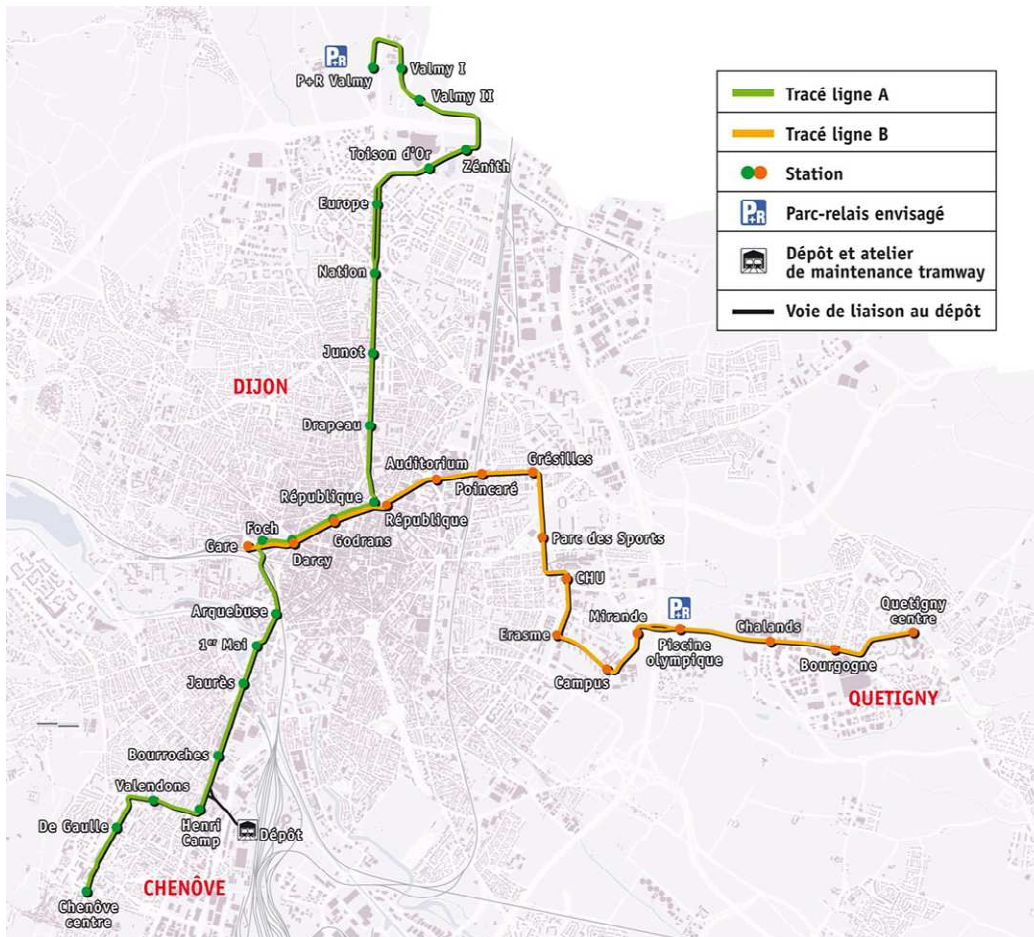 P+R
P+R Valmy
Valmy I
Valmy II
Toison d'Or
Zénith
Europe
Nation
Junot
DIJON
Drapeau
Auditorium
Grésilles
Poincaré
République
République
Foch
Godrans
Gare
Darcy
Parc des Sports
CHU
Arquebuse
P+R
Quetigny
centre
Mirande
Chalands
1er Mai
Erasme
Piscine
olympique
Bourgogne
Jaurès
Campus
QUETIGNY
Bourroches
Valendons
De Gaulle
Henri
Camp
Dépôt
CHENÔVE
Chenôve
centre
Tracé ligne A
Tracé ligne B
Station
P+R
Parc-relais envisagé
Dépôt et atelier
de maintenance tramway
Voie de liaison au dépôt